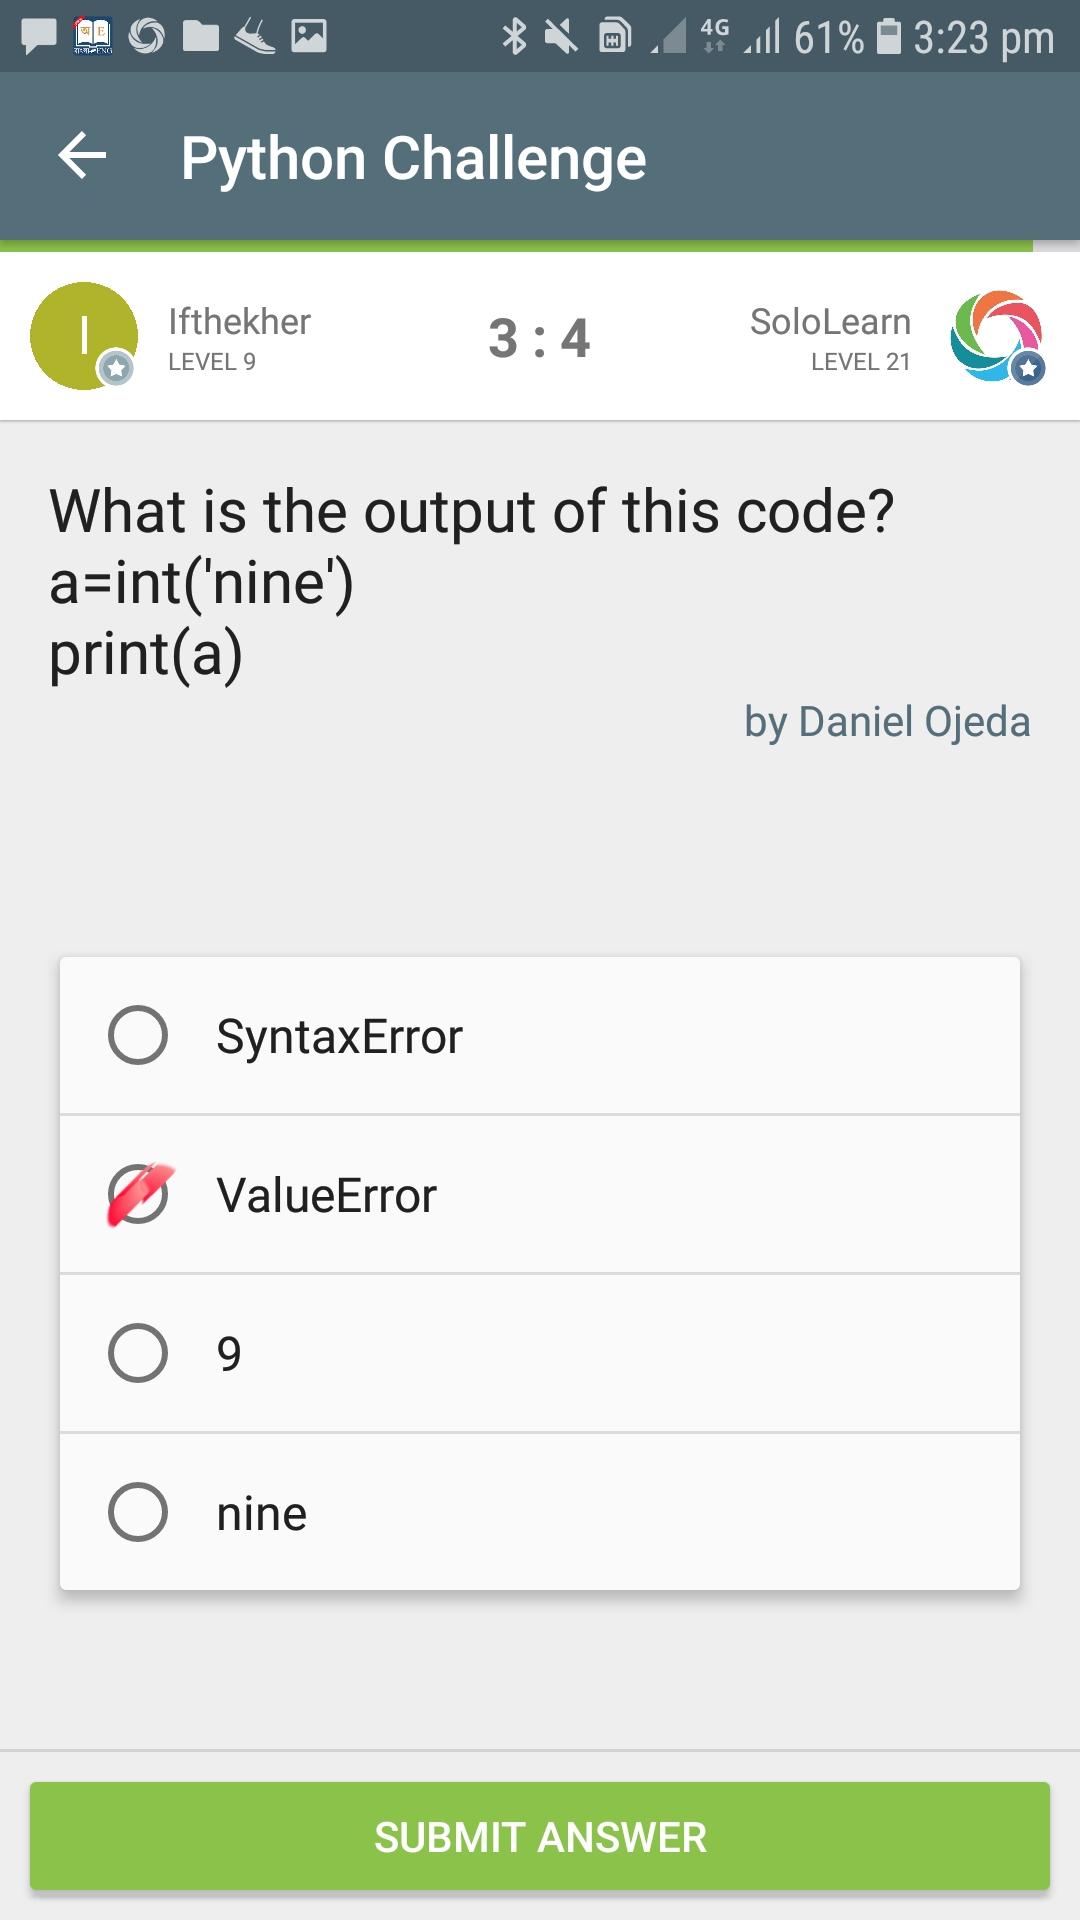 4G 61% 3:23 pm
Python Challenge
I
Ifthekher
LEVEL 9
3 : 4
SoloLearn
LEVEL 21
What is the output of this code?
a=int('nine')
print(a)
by Daniel Ojeda
SyntaxError
ValueError
9
nine
SUBMIT ANSWER